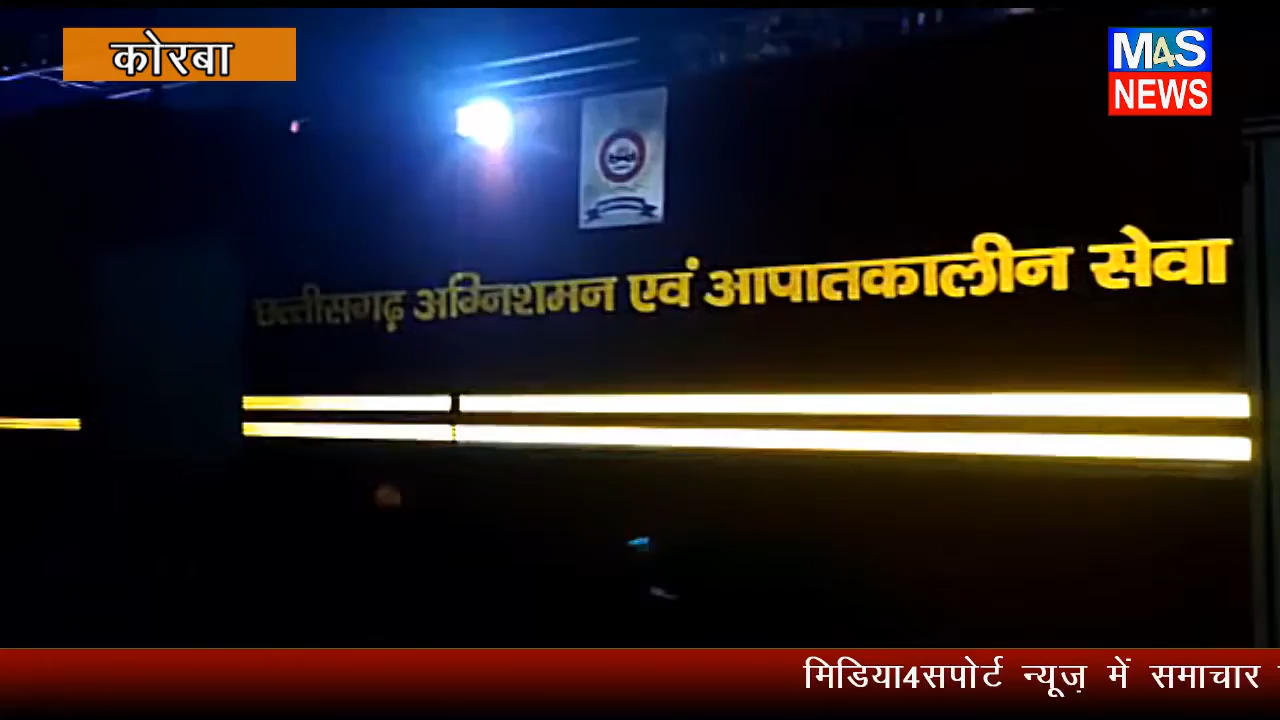 कोरबा
M4S
NEWS
छत्तीसगढ़ अग्निशमन एवं आपातकालीन सेवा
मिडिया4सपोर्ट न्यूज़ में समाचार